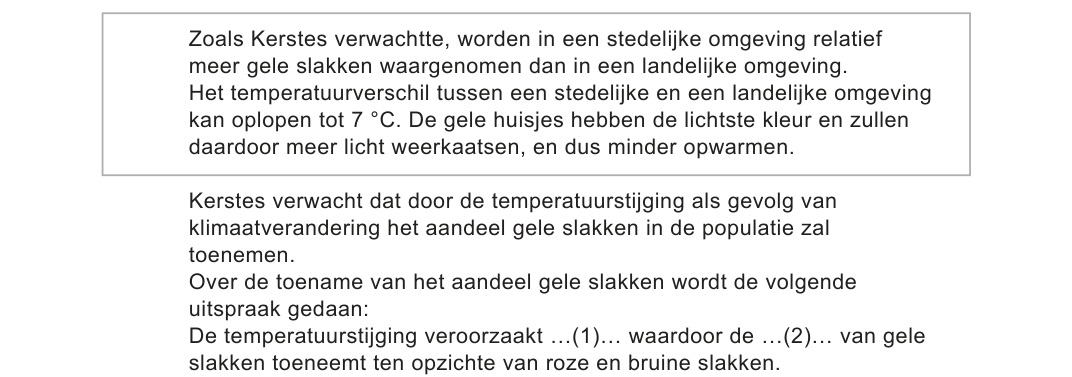 Zoals Kerstes verwachtte, worden in een stedelijke omgeving relatief
meer gele slakken waargenomen dan in een landelijke omgeving.
Het temperatuurverschil tussen een stedelijke en een landelijke omgeving
kan oplopen tot 7 °C. De gele huisjes hebben de lichtste kleur en zullen
daardoor meer licht weerkaatsen, en dus minder opwarmen.
Kerstes verwacht dat door de temperatuurstijging als gevolg van
klimaatverandering het aandeel gele slakken in de populatie zal
toenemen.
Over de toename van het aandeel gele slakken wordt de volgende
uitspraak gedaan:
De temperatuurstijging veroorzaakt …(1)… waardoor de …(2)… van gele
slakken toeneemt ten opzichte van roze en bruine slakken.